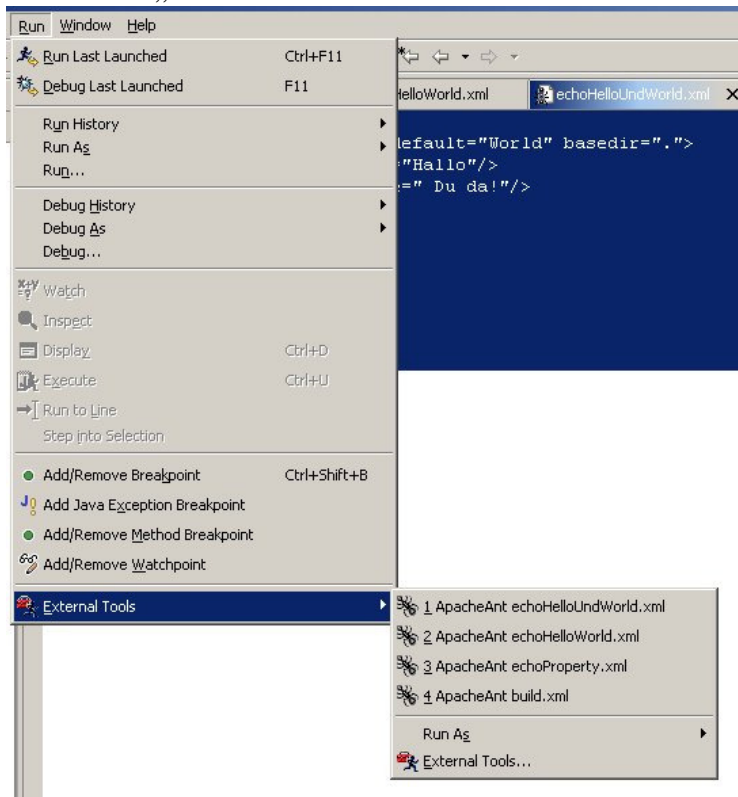 Run Window Help
Run Last Launched Ctrl+F11
Debug Last Launched F11
Run History
Run As
Run...
Debug History
Debug As
Debug...
Watch
Inspect
Display Ctrl+D
Execute Ctrl+U
Run to Line
Step into Selection
Add/Remove Breakpoint Ctrl+Shift+B
Add Java Exception Breakpoint
Add/Remove Method Breakpoint
Add/Remove Watchpoint
External Tools
elloWorld.xml echoHelloUndWorld.xml
default="World" basedir=".">
="Hallo"/>
=" Du da!"/>
1 ApacheAnt echoHelloUndWorld.xml
2 ApacheAnt echoHelloWorld.xml
3 ApacheAnt echoProperty.xml
4 ApacheAnt build.xml
Run As
External Tools...